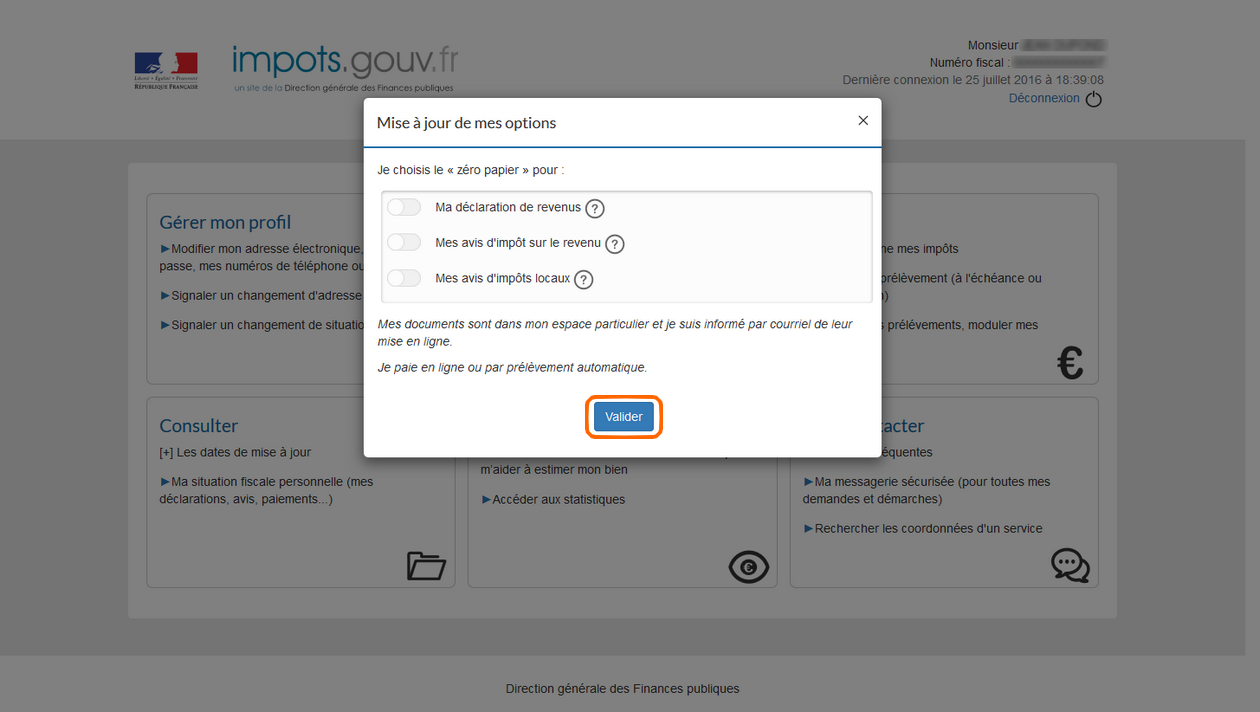 Liberté • Égalité • Fraternité
RÉPUBLIQUE FRANÇAISE
impots.gouv.fr
un site de la Direction générale des Finances publiques
Monsieur
Numéro fiscal :
Dernière connexion le 25 juillet 2016 à 18:39:08
Déconnexion
Mise à jour de mes options
Je choisis le « zéro papier » pour :
Ma déclaration de revenus ?
Mes avis d'impôt sur le revenu ?
Mes avis d'impôts locaux ?
Mes documents sont dans mon espace particulier et je suis informé par courriel de leur
mise en ligne.
Je paie en ligne ou par prélèvement automatique.
Valider
Gérer mon profil
Modifier mon adresse électronique,
passe, mes numéros de téléphone ou
Signaler un changement d'adresse
Signaler un changement de situatio
ne mes impôts
prélèvement (à l'échéance ou
)
s prélévements, moduler mes
€
Consulter
[+] Les dates de mise à jour
Ma situation fiscale personnelle (mes
déclarations, avis, paiements...)
m'aider à estimer mon bien
Accéder aux statistiques
€
tacter
équentes
Ma messagerie sécurisée (pour toutes mes
demandes et démarches)
Rechercher les coordonnées d'un service
Direction générale des Finances publiques